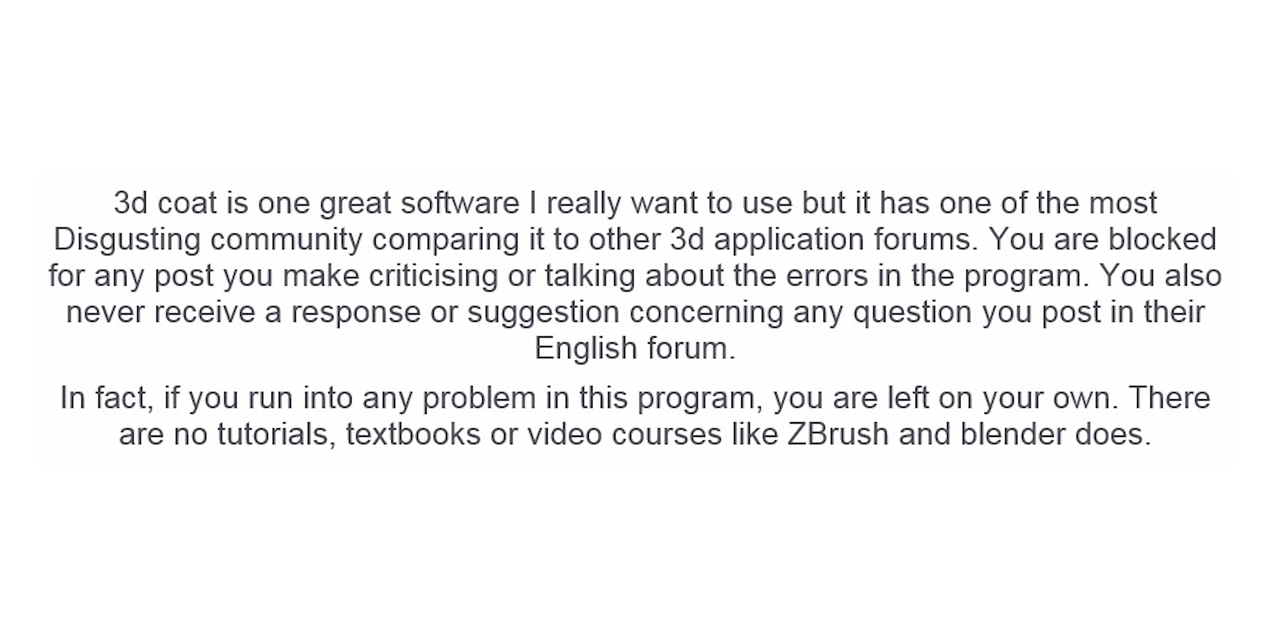 3d coat is one great software I really want to use but it has one of the most
Disgusting community comparing it to other 3d application forums. You are blocked
for any post you make criticising or talking about the errors in the program. You also
never receive a response or suggestion concerning any question you post in their
English forum.
In fact, if you run into any problem in this program, you are left on your own. There
are no tutorials, textbooks or video courses like ZBrush and blender does.